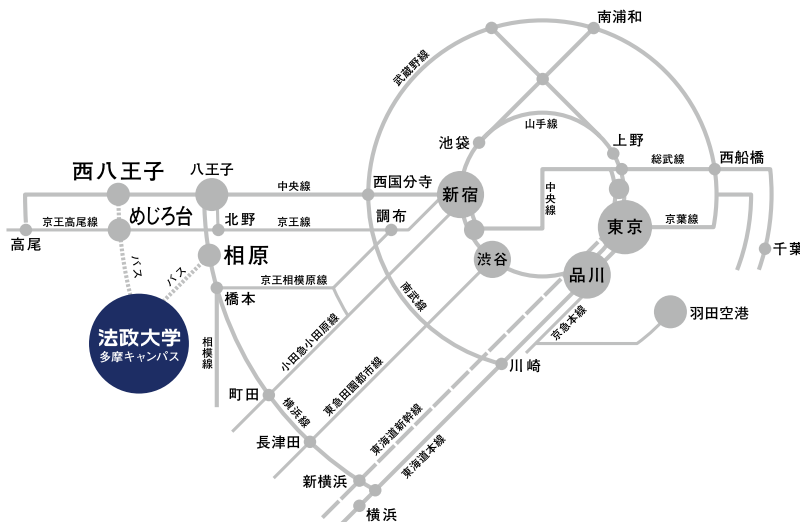 南浦和
武蔵野線
山手線
池袋
上野
総武線
西船橋
西八王子
八王子
中央線
西国分寺
新宿
中央線
めじろ台
京王高尾線
北野
京王線
調布
東京
京葉線
高尾
千葉
バス
バス
相原
渋谷
品川
京王相模原線
橋本
南武線
羽田空港
法政大学
多摩キャンパス
相模線
小田急小田原線
京急本線
川崎
東急田園都市線
町田
横浜線
東海道新幹線
長津田
東海道本線
新横浜
横浜